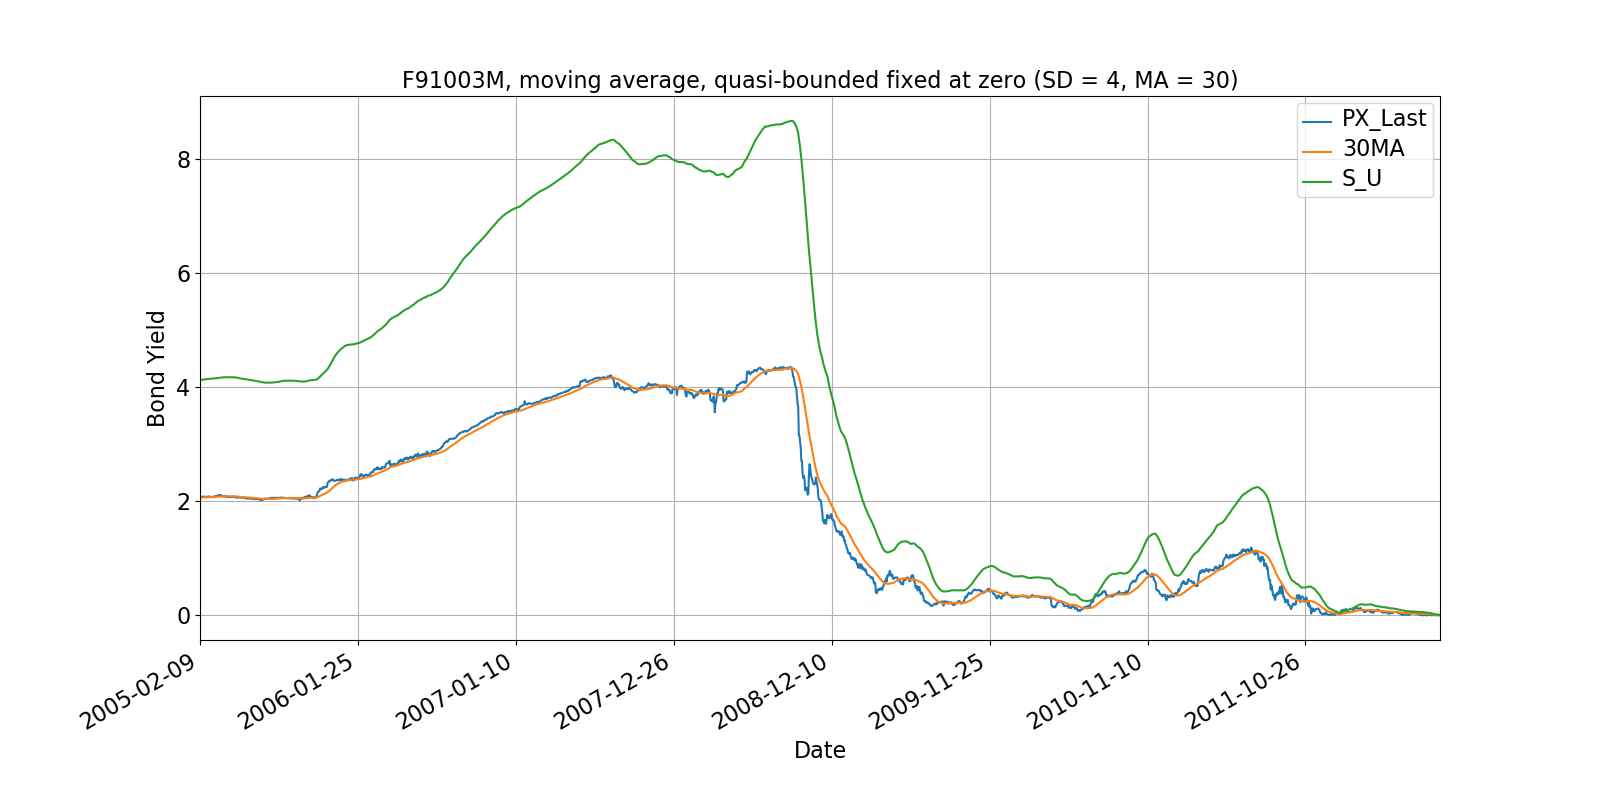 F91003M, moving average, quasi-bounded fixed at zero (SD = 4, MA = 30)
PX_Last
30MA
S_U
Bond Yield
8
6
4
2
0
2005-02-09
2006-01-25
2007-01-10
2007-12-26
2008-12-10
2009-11-25
2010-11-10
2011-10-26
Date